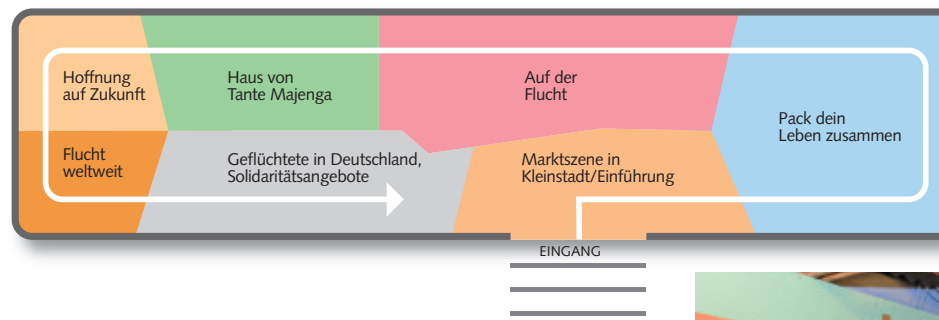 Hoffnung
auf Zukunft
Haus von
Tante Majenga
Auf der
Flucht
Pack dein
Leben zusammen
Flucht
weltweit
Geflüchtete in Deutschland,
Solidaritätsangebote
Marktszene in
Kleinstadt/Einführung
EINGANG